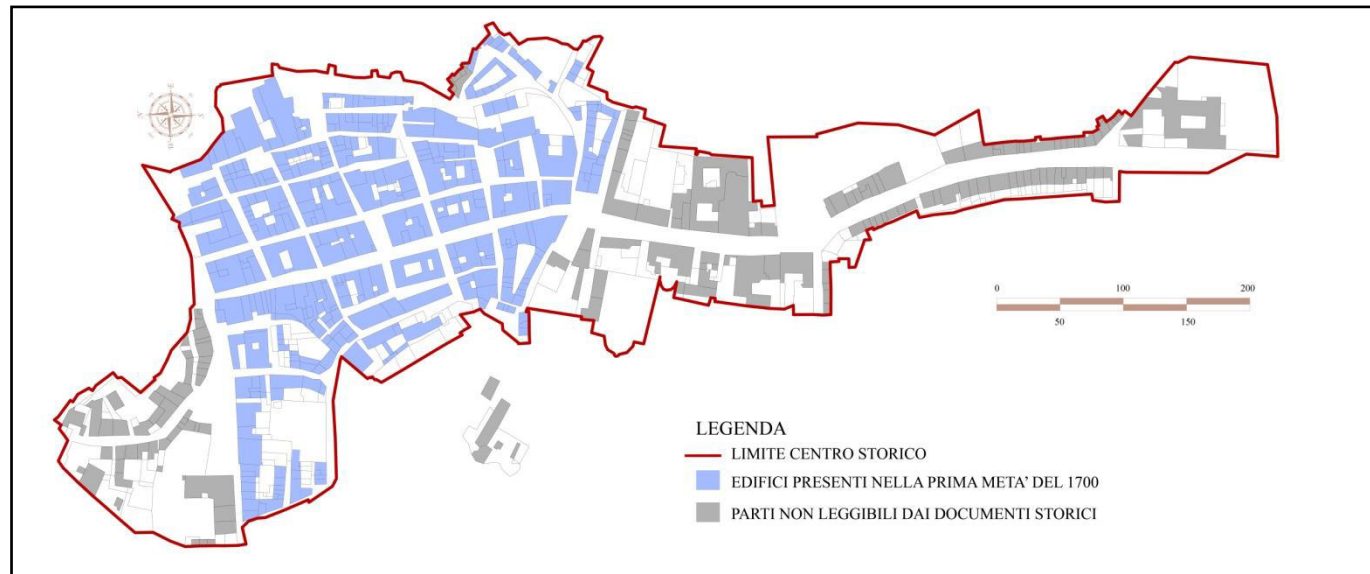 0 100 200
50 150
LEGENDA
LIMITE CENTRO STORICO
EDIFICI PRESENTI NELLA PRIMA META' DEL 1700
PARTI NON LEGGIBILI DAI DOCUMENTI STORICI